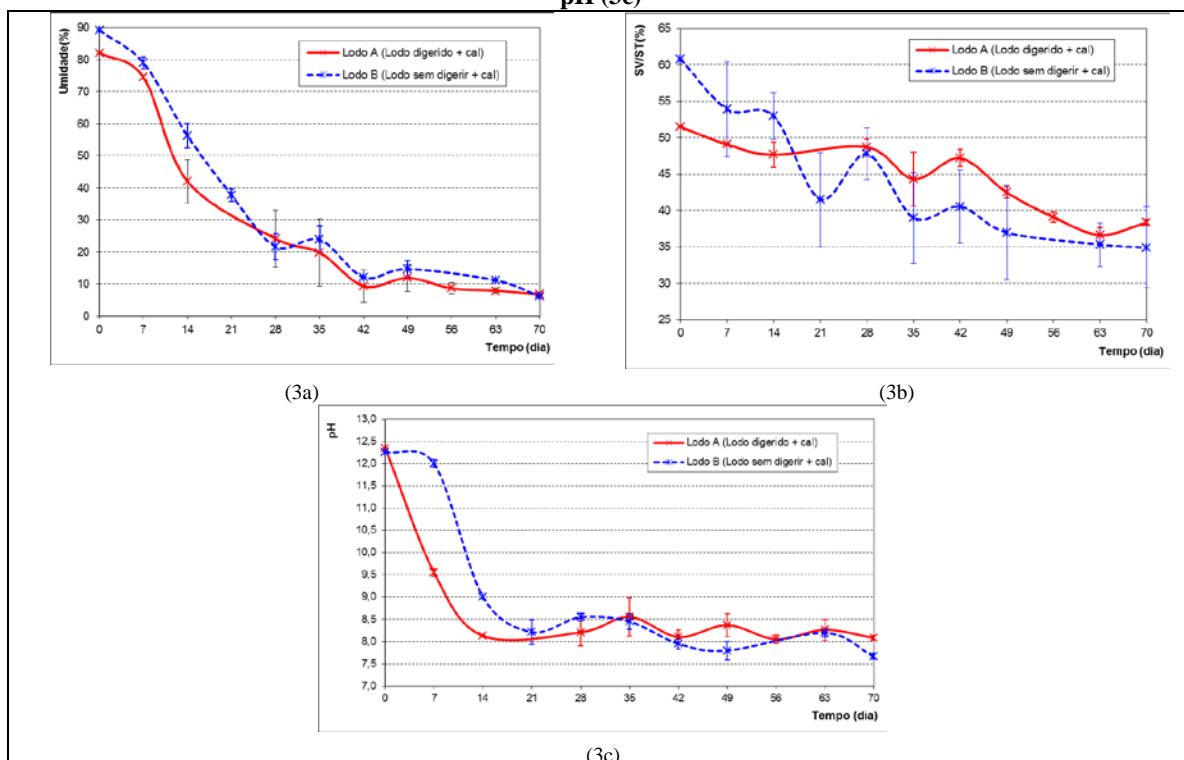 pH (3c)
Umidade(%)
90
80
70
60
50
40
30
20
10
0
Lodo A (Lodo digerido + cal)
Lodo B (Lodo sem digerir + cal)
0 7 14 21 28 35 42 49 56 63 70
Tempo (dia)
(3a)
SV/ST(%)
65
60
55
50
45
40
35
30
25
Lodo A (Lodo digerido + cal)
Lodo B (Lodo sem digerir + cal)
0 7 14 21 28 35 42 49 56 63 70
Tempo (dia)
(3b)
pH
13,0
12,5
12,0
11,5
11,0
10,5
10,0
9,5
9,0
8,5
8,0
7,5
7,0
Lodo A (Lodo digerido + cal)
Lodo B (Lodo sem digerir + cal)
0 7 14 21 28 35 42 49 56 63 70
Tempo (dia)
(3c)